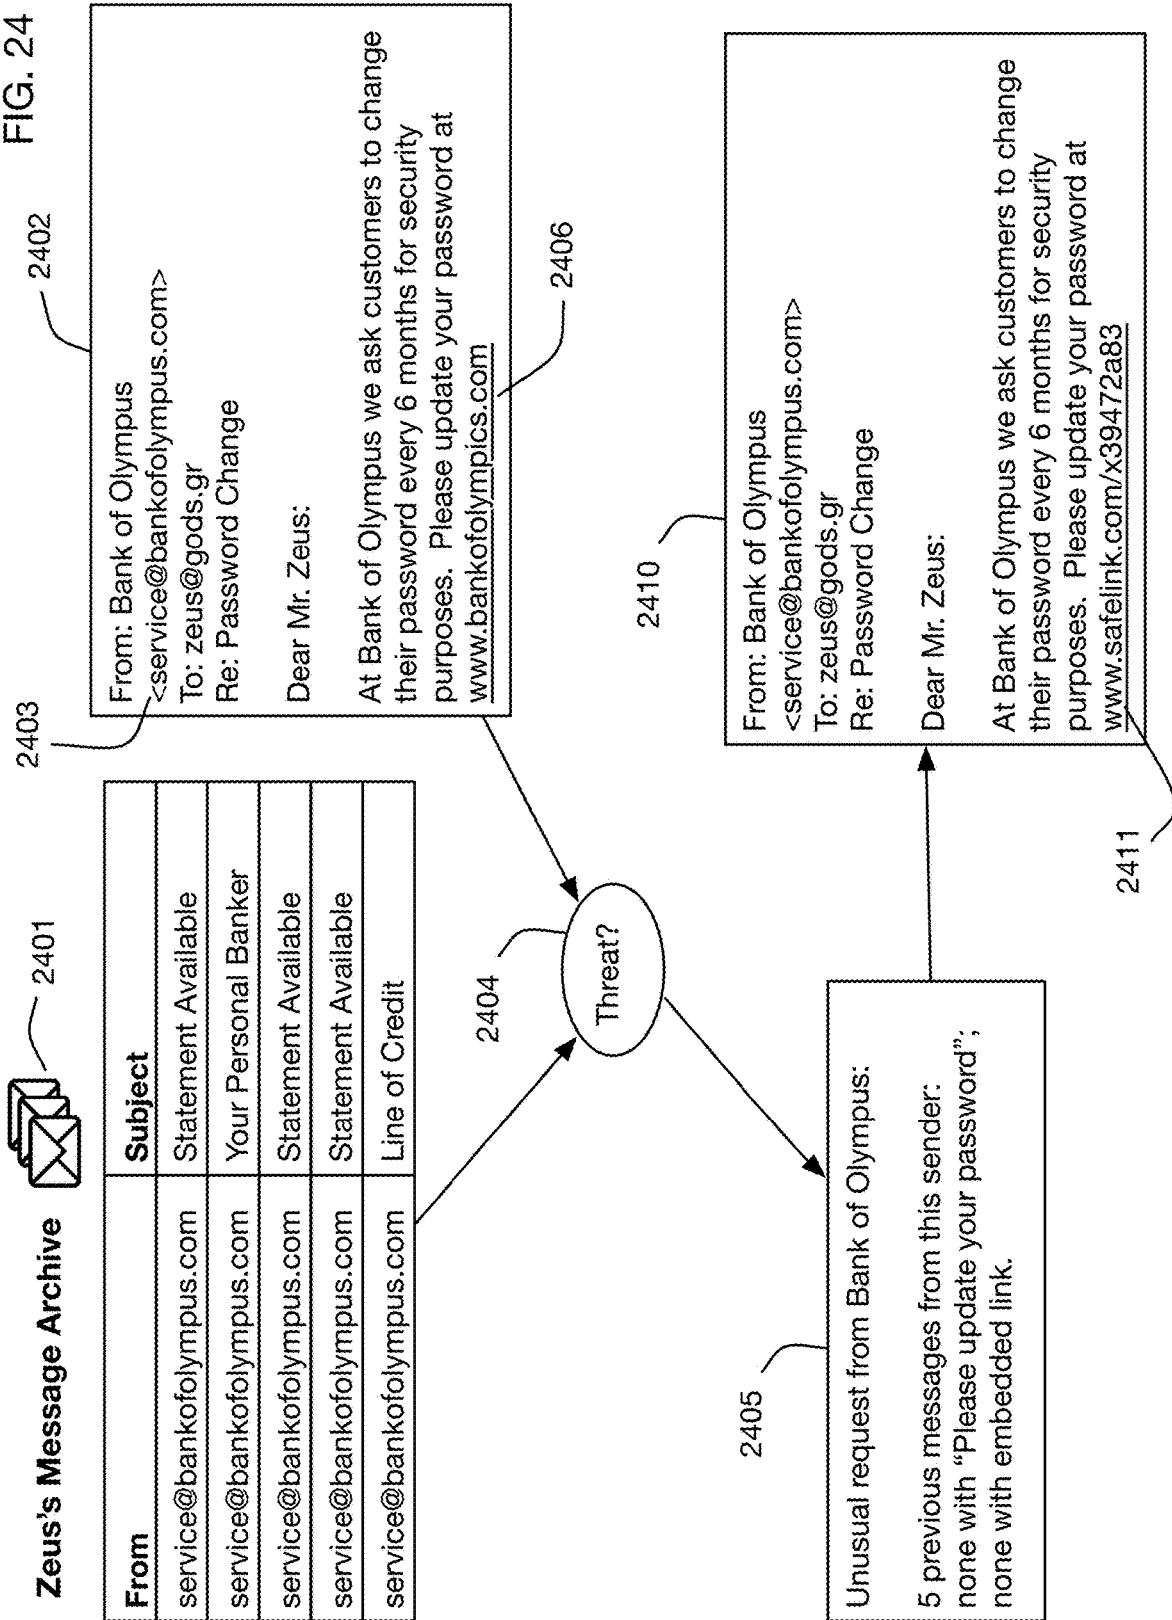 FIG. 24
Zeus's Message Archive
2401
From Subject
service@bankofolympus.com Statement Available
service@bankofolympus.com Your Personal Banker
service@bankofolympus.com Statement Available
service@bankofolympus.com Statement Available
service@bankofolympus.com Line of Credit
2403
2402
From: Bank of Olympus
<service@bankofolympus.com>
To: zeus@gods.gr
Re: Password Change
Dear Mr. Zeus:
At Bank of Olympus we ask customers to change
their password every 6 months for security
purposes. Please update your password at
www.bankofolympics.com
2406
2404
Threat?
2405
Unusual request from Bank of Olympus:
5 previous messages from this sender:
none with "Please update your password";
none with embedded link.
2410
From: Bank of Olympus
<service@bankofolympus.com>
To: zeus@gods.gr
Re: Password Change
Dear Mr. Zeus:
At Bank of Olympus we ask customers to change
their password every 6 months for security
purposes. Please update your password at
www.safelink.com/x39472a83
2411